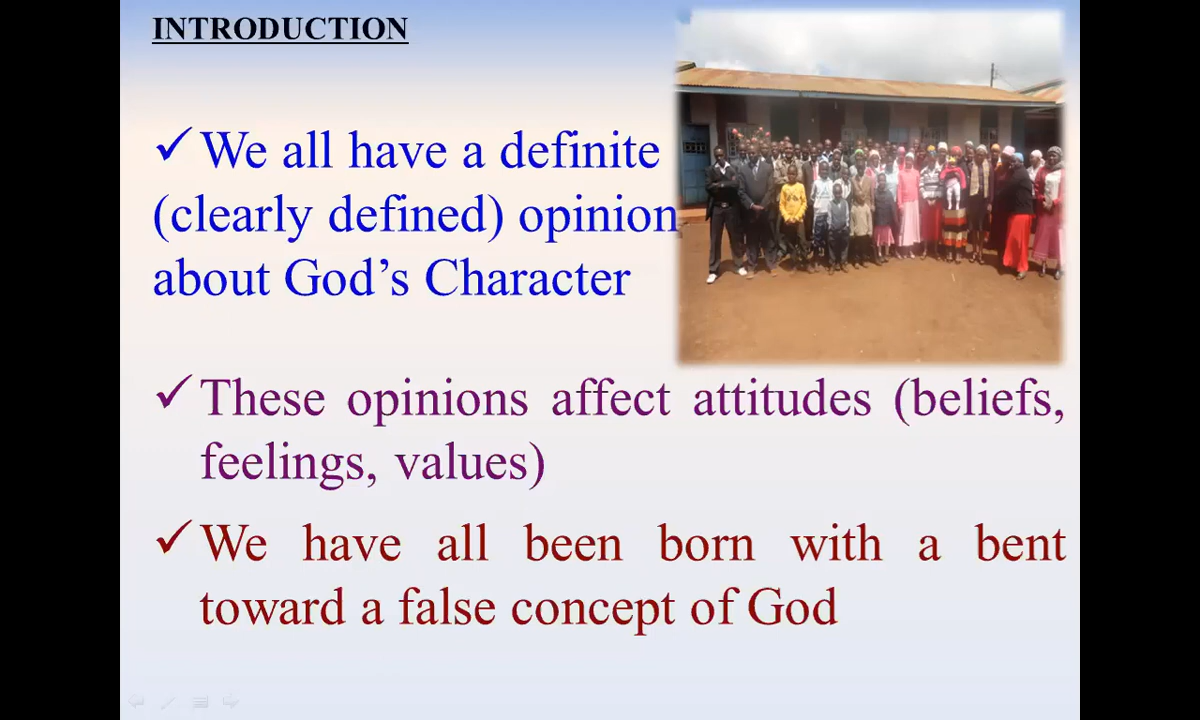 INTRODUCTION
✓We all have a definite
(clearly defined) opinion
about God’s Character
✓These opinions affect attitudes (beliefs,
feelings, values)
✓We have all been born with a bent
toward a false concept of God